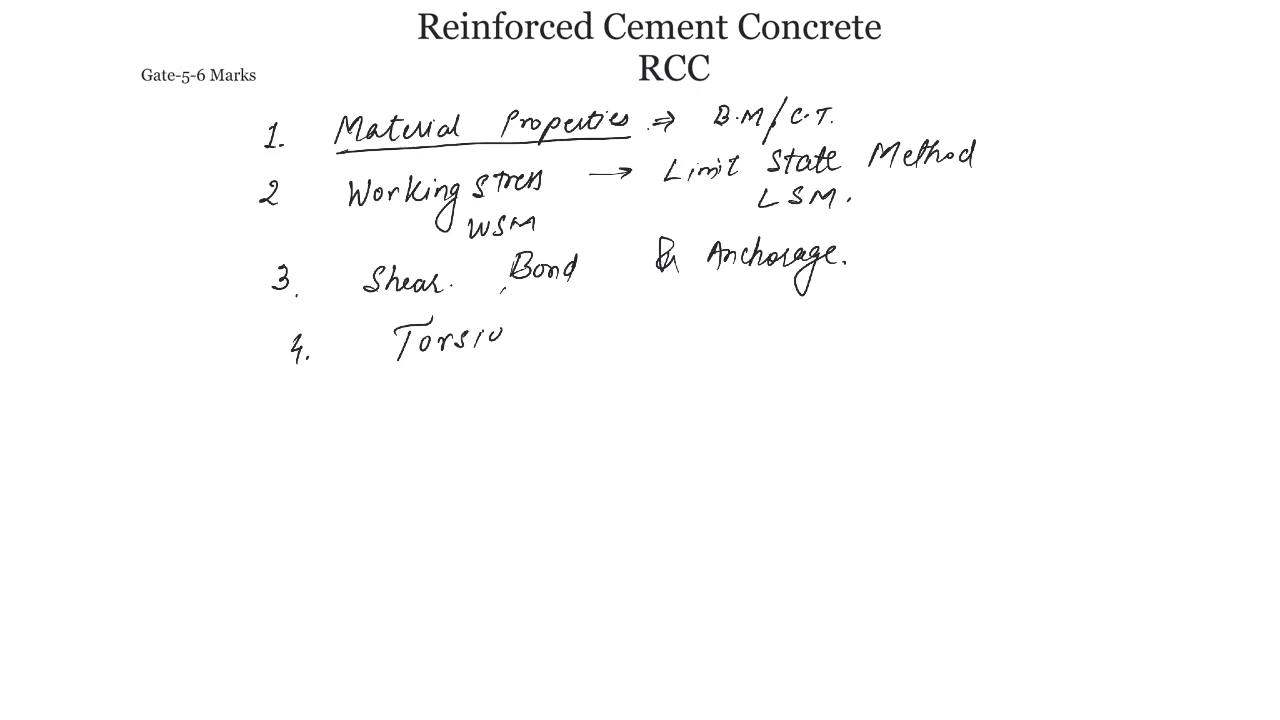 Reinforced Cement Concrete
RCC
Gate-5-6 Marks
1. Material Properties ⇒ B.M/C.T.
2 Working Stress → Limit State Method
WSM LSM.
3. Shear. Bond & Anchorage.
4. Torsio